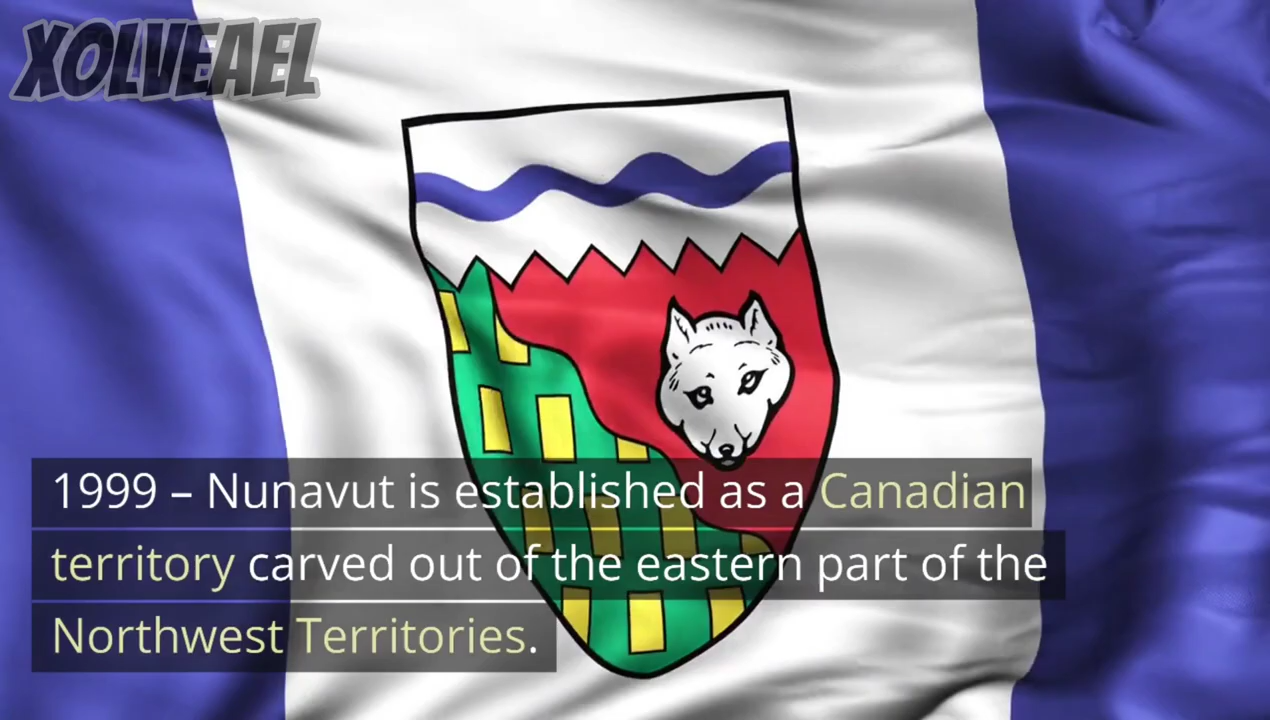 XOLVEAEL
1999 – Nunavut is established as a Canadian
territory carved out of the eastern part of the
Northwest Territories.